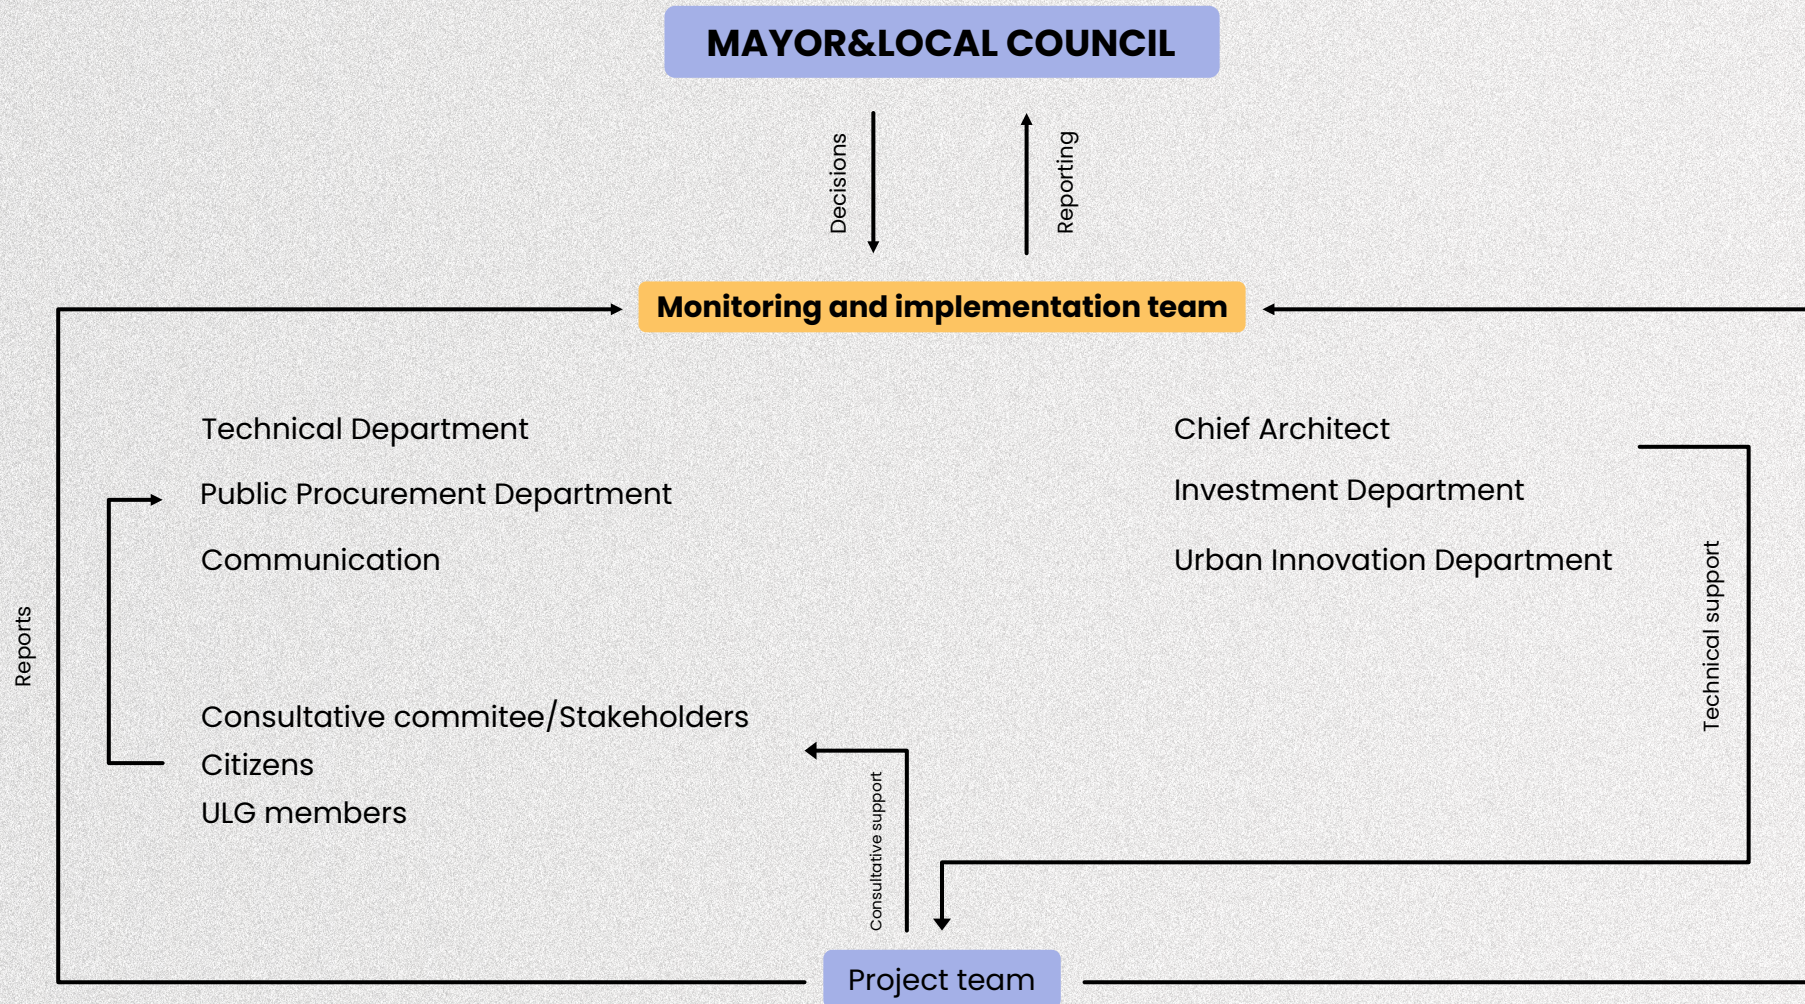 MAYOR&LOCAL COUNCIL
Decisions
Reporting
Monitoring and implementation team
Technical Department
Public Procurement Department
Communication
Chief Architect
Investment Department
Urban Innovation Department
Reports
Technical support
Consultative commitee/Stakeholders
Citizens
ULG members
Consultative support
Project team